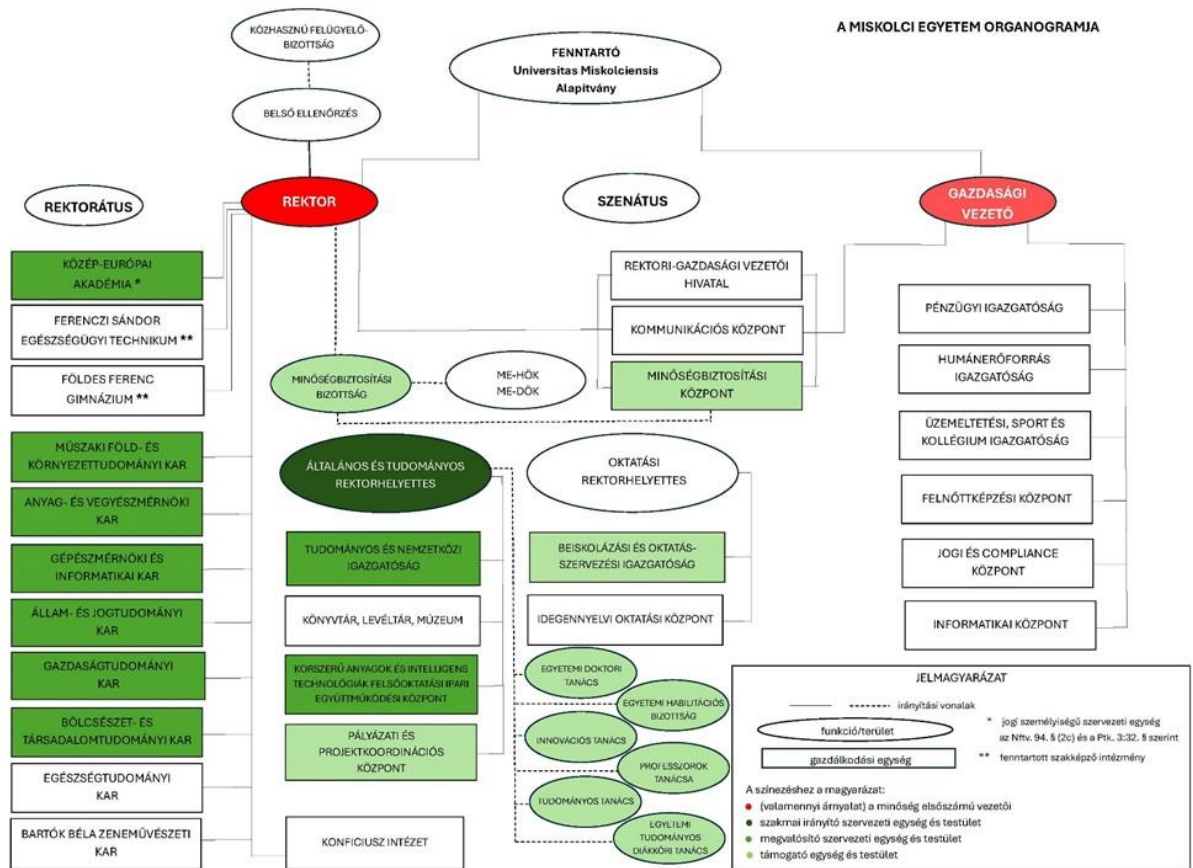 A MISKOLCI EGYETEM ORGANOGRAMJA
KÖZHASZNÚ FELÜGYELŐ-
BIZOTTSÁG
FENNTARTÓ
Universitas Miskolciensis
Alapítvány
BELSŐ ELLENŐRZÉS
REKTORÁTUS
REKTOR
SZENÁTUS
GAZDASÁGI
VEZETŐ
KÖZÉP-EURÓPAI
AKADÉMIA *
FERENCZI SÁNDOR
EGÉSZSÉGÜGYI TECHNIKUM **
FÖLDES FERENC
GIMNÁZIUM **
MŰSZAKI FÖLD- ÉS
KÖRNYEZETTUDOMÁNYI KAR
ANYAG- ÉS VEGYÉSZMÉRNÖKI
KAR
GÉPÉSZMÉRNÖKI ÉS
INFORMATIKAI KAR
ÁLLAM- ÉS JOGTUDOMÁNYI
KAR
GAZDASÁGTUDOMÁNYI
KAR
BÖLCSÉSZET- ÉS
TÁRSADALOMTUDOMÁNYI KAR
EGÉSZSÉGTUDOMÁNYI
KAR
BARTÓK BÉLA ZENEMŰVÉSZETI
KAR
MINŐSÉGBIZTOSÍTÁSI
BIZOTTSÁG
ME-HÖK
ME-DÖK
REKTORI-GAZDASÁGI VEZETŐI
HIVATAL
KOMMUNIKÁCIÓS KÖZPONT
MINŐSÉGBIZTOSÍTÁSI
KÖZPONT
ÁLTALÁNOS ÉS TUDOMÁNYOS
REKTORHELYETTES
TUDOMÁNYOS ÉS NEMZETKÖZI
IGAZGATÓSÁG
KÖNYVTÁR, LEVÉLTÁR, MÚZEUM
KORSZERŰ ANYAGOK ÉS INTELLIGENS
TECHNOLÓGIÁK FELSŐOKTATÁSI IPARI
EGYÜTTMŰKÖDÉSI KÖZPONT
PÁLYÁZATI ÉS
PROJEKTKOORDINÁCIÓS
KÖZPONT
KONFICIUSZ INTÉZET
OKTATÁSI
REKTORHELYETTES
BEISKOLÁZÁSI ÉS OKTATÁS-
SZERVEZÉSI IGAZGATÓSÁG
IDEGENNYELVI OKTATÁSI KÖZPONT
EGYETEMI DOKTORI
TANÁCS
EGYETEMI HABILITÁCIÓS
BIZOTTSÁG
INNOVÁCIÓS TANÁCS
PROFESSZOROK
TANÁCSA
TUDOMÁNYOS TANÁCS
EGYETEMI
TUDOMÁNYOS
DIÁKKÖRI TANÁCS
PÉNZÜGYI IGAZGATÓSÁG
HUMÁNERŐFORRÁS
IGAZGATÓSÁG
ÜZEMELTETÉSI, SPORT ÉS
KOLLÉGIUM IGAZGATÓSÁG
FELNŐTTKÉPZÉSI KÖZPONT
JOGI ÉS COMPLIANCE
KÖZPONT
INFORMATIKAI KÖZPONT
JELMAGYARÁZAT
irányítási vonalak
funkció/terület
gazdálkodási egység
* jogi személyiségű szervezeti egység
az Nftv. 94. § (2c) és a Ptk. 3:32. § szerint
** fenntartott szakképző intézmény
A színezéshez a magyarázat:
(valamennyi árnyalat) a minőség elsőszámú vezetői
szakmai irányító szervezeti egység és testület
megvalósító szervezeti egység és testület
támogató egység és testület